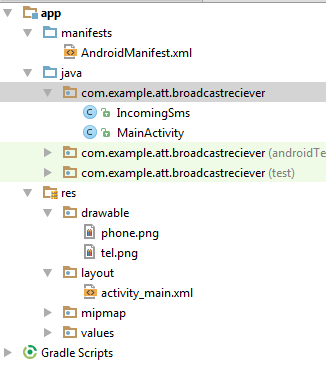 app
manifests
AndroidManifest.xml
java
com.example.att.broadcastreciever
IncomingSms
MainActivity
com.example.att.broadcastreciever (androidTe
com.example.att.broadcastreciever (test)
res
drawable
phone.png
tel.png
layout
activity_main.xml
mipmap
values
Gradle Scripts